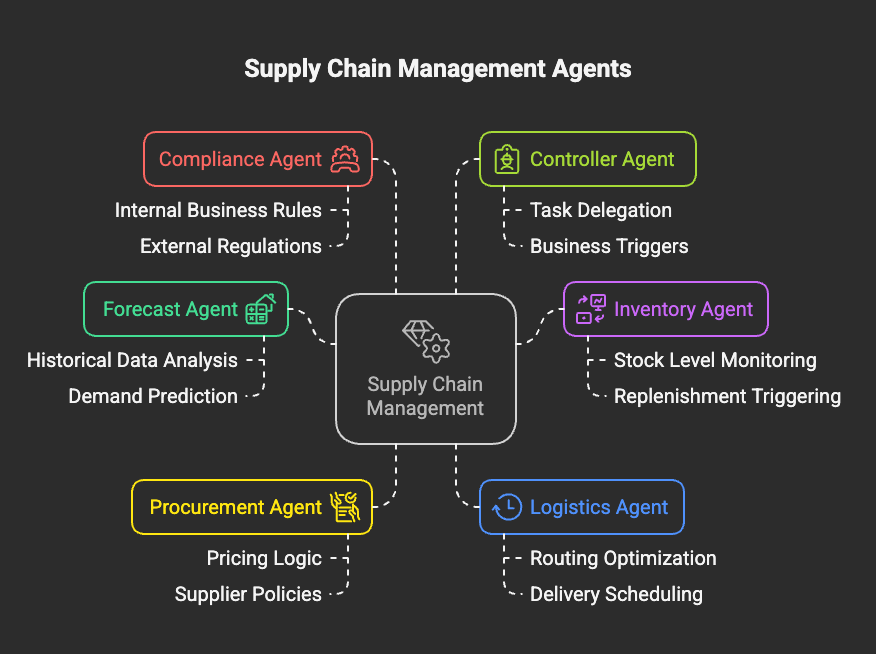 Supply Chain Management Agents
Compliance Agent
Internal Business Rules
External Regulations
Controller Agent
Task Delegation
Business Triggers
Forecast Agent
Historical Data Analysis
Demand Prediction
Inventory Agent
Stock Level Monitoring
Replenishment Triggering
Supply Chain
Management
Procurement Agent
Pricing Logic
Supplier Policies
Logistics Agent
Routing Optimization
Delivery Scheduling